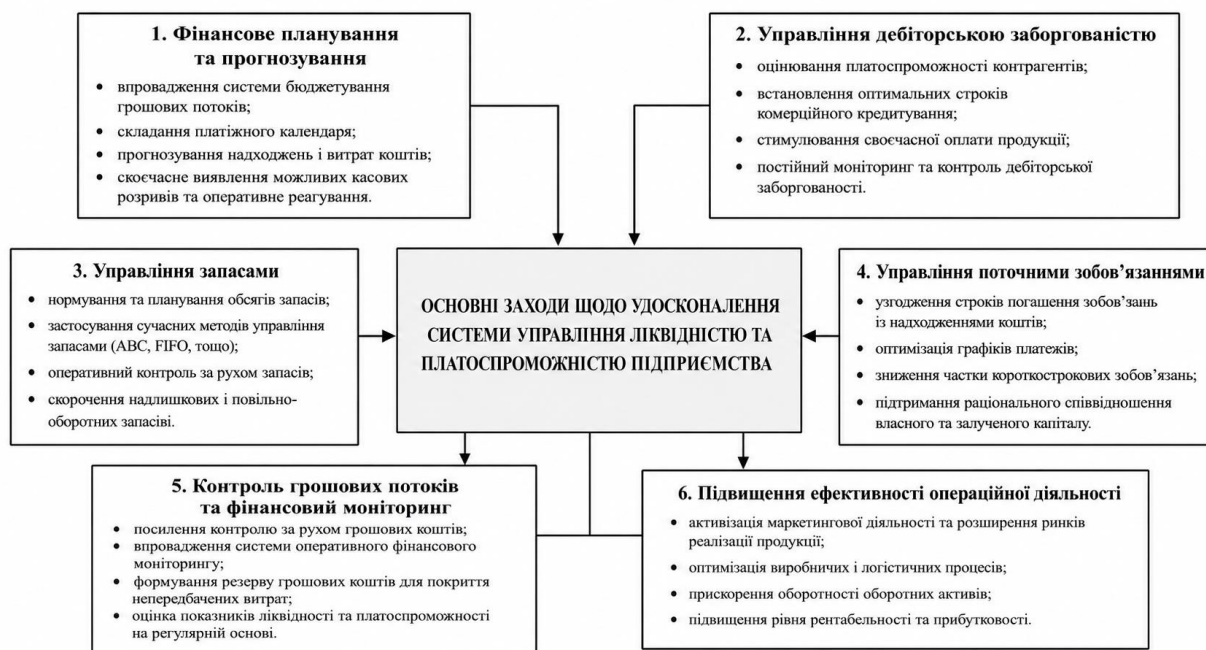 1. Фінансове планування
та прогнозування
• впровадження системи бюджетування
грошових потоків;
• складання платіжного календаря;
• прогнозування надходжень і витрат коштів;
• скоєчасне виявлення можливих касових
розривів та оперативне реагування.
2. Управління дебіторською заборгованістю
• оцінювання платоспроможності контрагентів;
• встановлення оптимальних строків
комерційного кредитування;
• стимулювання своєчасної оплати продукції;
• постійний моніторинг та контроль дебіторської
заборгованості.
3. Управління запасами
• нормування та планування обсягів запасів;
• застосування сучасних методів управління
запасами (ABC, FIFO, тощо);
• оперативний контроль за рухом запасів;
• скорочення надлишкових і повільно-
оборотних запасіві.
ОСНОВНІ ЗАХОДИ ЩОДО УДОСКОНАЛЕННЯ
СИСТЕМИ УПРАВЛІННЯ ЛІКВІДНІСТЮ ТА
ПЛАТОСПРОМОЖНІСТЮ ПІДПРИЄМСТВА
4. Управління поточними зобов’язаннями
• узгодження строків погашення зобов’язань
із надходженнями коштів;
• оптимізація графіків платежів;
• зниження частки короткострокових зобов’язань;
• підтримання раціонального співвідношення
власного та залученого капіталу.
5. Контроль грошових потоків
та фінансовий моніторинг
• посилення контролю за рухом грошових коштів;
• впровадження системи оперативного фінансового
моніторингу;
• формування резерву грошових коштів для покриття
непередбачених витрат;
• оцінка показників ліквідності та платоспроможності
на регулярній основі.
6. Підвищення ефективності операційної діяльності
• активізація маркетингової діяльності та розширення ринків
реалізації продукції;
• оптимізація виробничих і логістичних процесів;
• прискорення оборотності оборотних активів;
• підвищення рівня рентабельності та прибутковості.